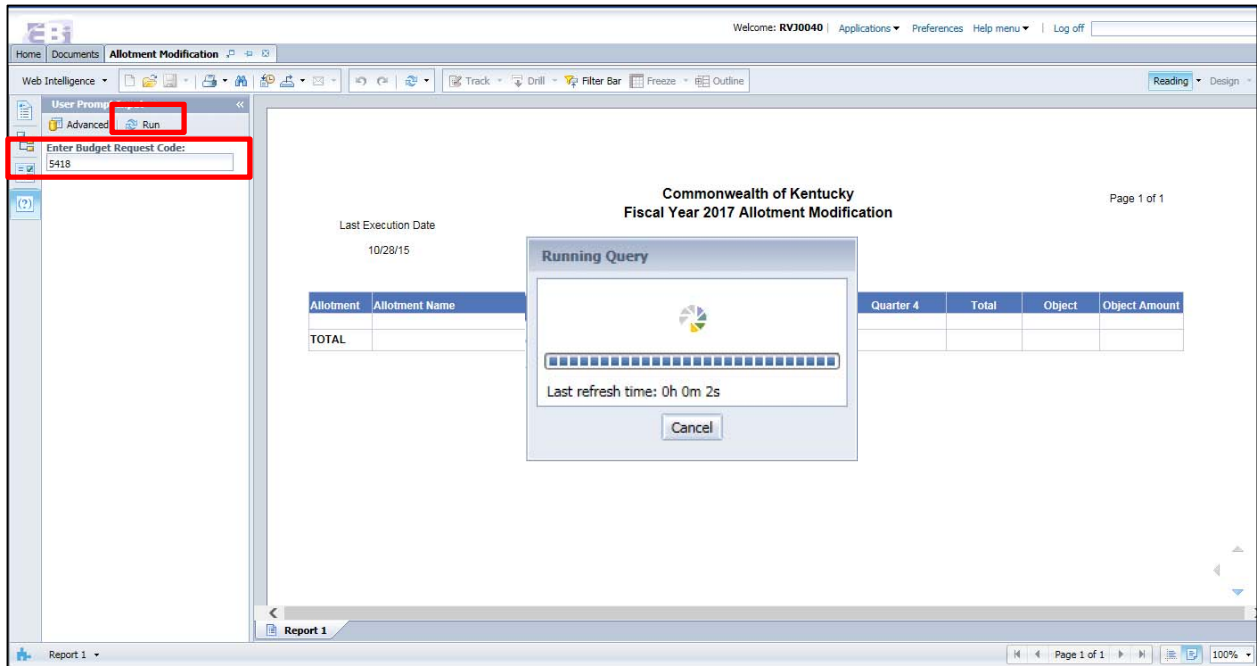 EBi
Welcome: RVJ0040 | Applications Preferences Help menu | Log off
Home Documents Allotment Modification
Web Intelligence Track Drill Filter Bar Freeze Outline Reading Design
User Promp
Advanced Run
Enter Budget Request Code:
5418
Commonwealth of Kentucky
Page 1 of 1
Fiscal Year 2017 Allotment Modification
Last Execution Date
10/28/15
Running Query
Allotment Allotment Name Quarter 4 Total Object Object Amount
TOTAL
Last refresh time: 0h 0m 2s
Cancel
Report 1
Report 1 Page 1 of 1 100%